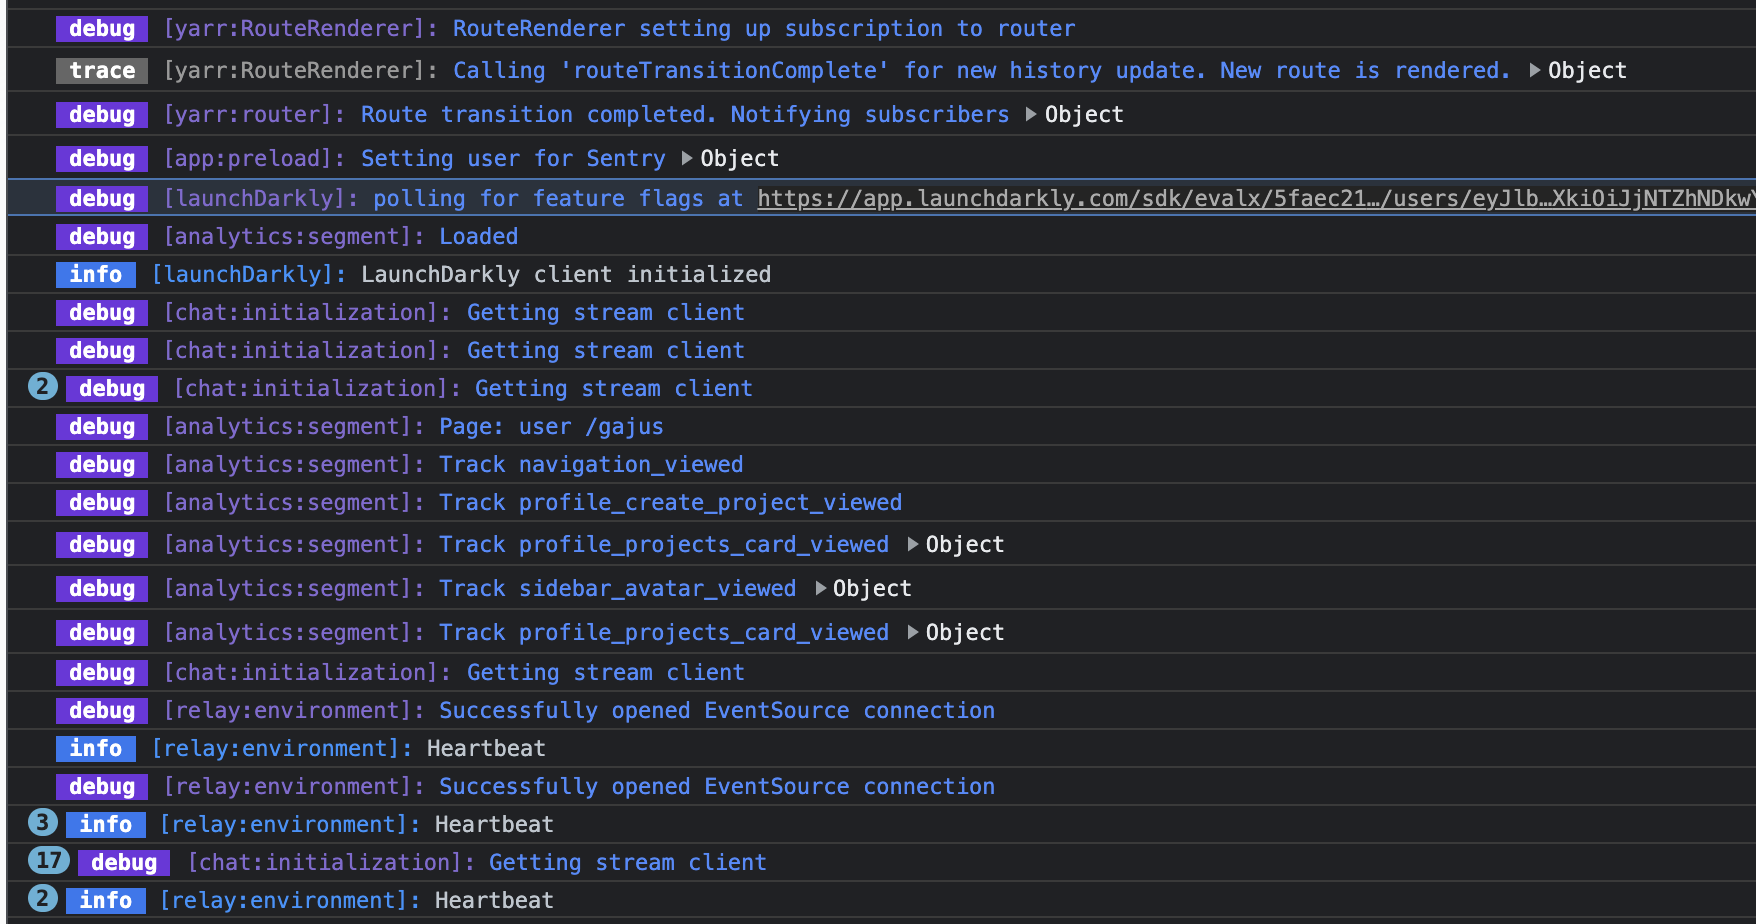 debug [yarr:RouteRenderer]: RouteRenderer setting up subscription to router
trace [yarr:RouteRenderer]: Calling 'routeTransitionComplete' for new history update. New route is rendered. ▶Object
debug [yarr:router]: Route transition completed. Notifying subscribers ▶Object
debug [app:preload]: Setting user for Sentry ▶Object
debug [launchDarkly]: polling for feature flags at https://app.launchdarkly.com/sdk/evalx/5faec21…/users/eyJlb…XkiOiJjNTZhNDkwY
debug [analytics:segment]: Loaded
info [launchDarkly]: LaunchDarkly client initialized
debug [chat:initialization]: Getting stream client
debug [chat:initialization]: Getting stream client
2 debug [chat:initialization]: Getting stream client
debug [analytics:segment]: Page: user /gajus
debug [analytics:segment]: Track navigation_viewed
debug [analytics:segment]: Track profile_create_project_viewed
debug [analytics:segment]: Track profile_projects_card_viewed ▶Object
debug [analytics:segment]: Track sidebar_avatar_viewed ▶Object
debug [analytics:segment]: Track profile_projects_card_viewed ▶Object
debug [chat:initialization]: Getting stream client
debug [relay:environment]: Successfully opened EventSource connection
info [relay:environment]: Heartbeat
debug [relay:environment]: Successfully opened EventSource connection
3 info [relay:environment]: Heartbeat
17 debug [chat:initialization]: Getting stream client
2 info [relay:environment]: Heartbeat